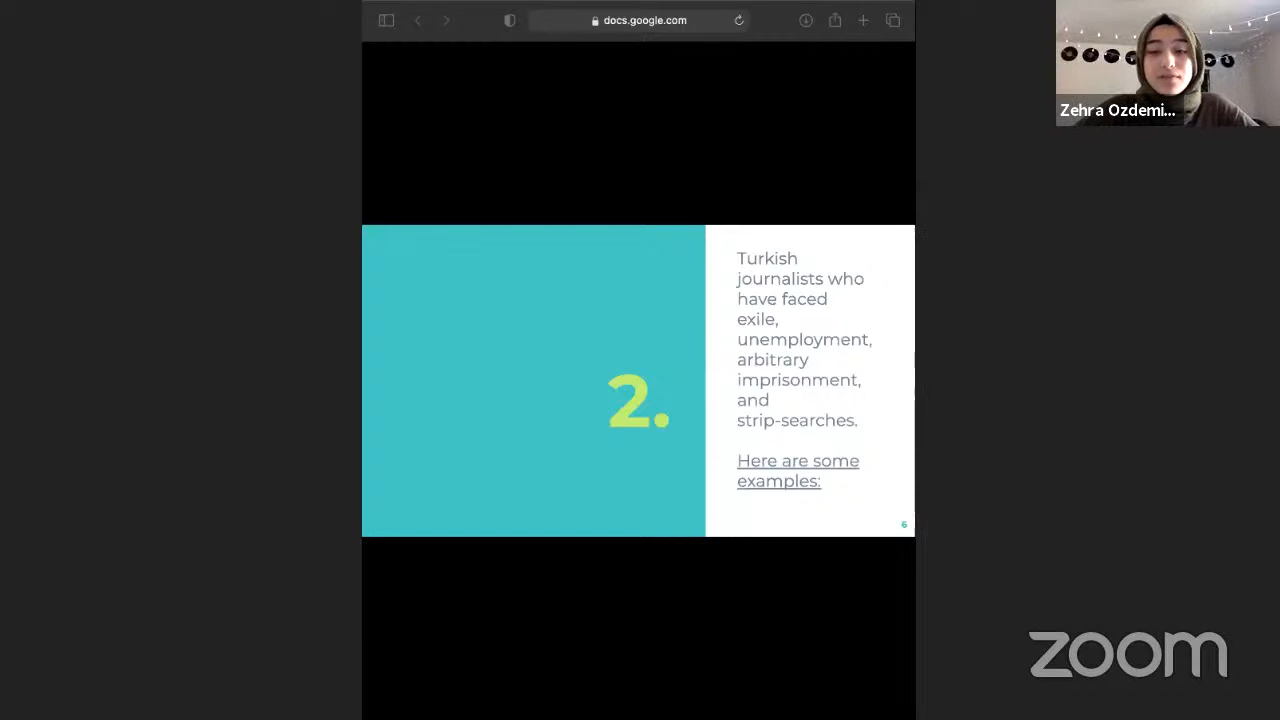 docs.google.com
Zehra Ozdemi...
Turkish
journalists who
have faced
exile,
unemployment,
arbitrary
imprisonment,
and
strip-searches.
2.
Here are some
examples:
6
zoom